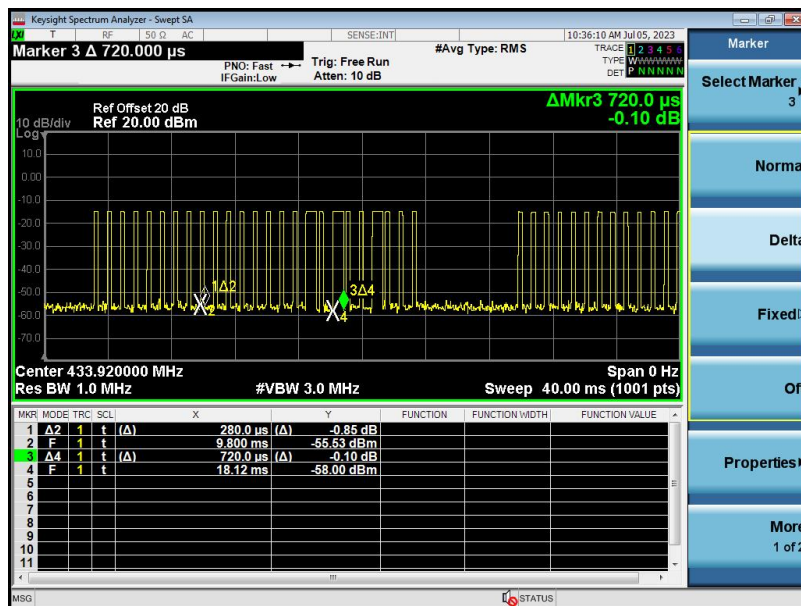 Keysight Spectrum Analyzer - Swept SA
LXI T RF 50 Ω AC SENSE:INT 10:36:10 AM Jul 05, 2023
Marker 3 Δ 720.000 µs #Avg Type: RMS TRACE 1 2 3 4 5 6
PNO: Fast Trig: Free Run TYPE W
IFGain:Low Atten: 10 dB DET P N N N N N
ΔMkr3 720.0 µs
-0.10 dB
Ref Offset 20 dB
10 dB/div Ref 20.00 dBm
Log
10.0
0.00
-10.0
-20.0
-30.0
-40.0
-50.0
-60.0
-70.0
1Δ2
2
3Δ4
4
Center 433.920000 MHz Span 0 Hz
Res BW 1.0 MHz #VBW 3.0 MHz Sweep 40.00 ms (1001 pts)
MKR MODE TRC SCL X Y FUNCTION FUNCTION WIDTH FUNCTION VALUE
1 Δ2 1 t (Δ) 280.0 µs (Δ) -0.85 dB
2 F 1 t 9.800 ms -55.53 dBm
3 Δ4 1 t (Δ) 720.0 µs (Δ) -0.10 dB
4 F 1 t 18.12 ms -58.00 dBm
5
6
7
8
9
10
11
MSG STATUS
Marker
Select Marker
3
Norma
Delta
Fixed
Of
Properties
More
1 of 2